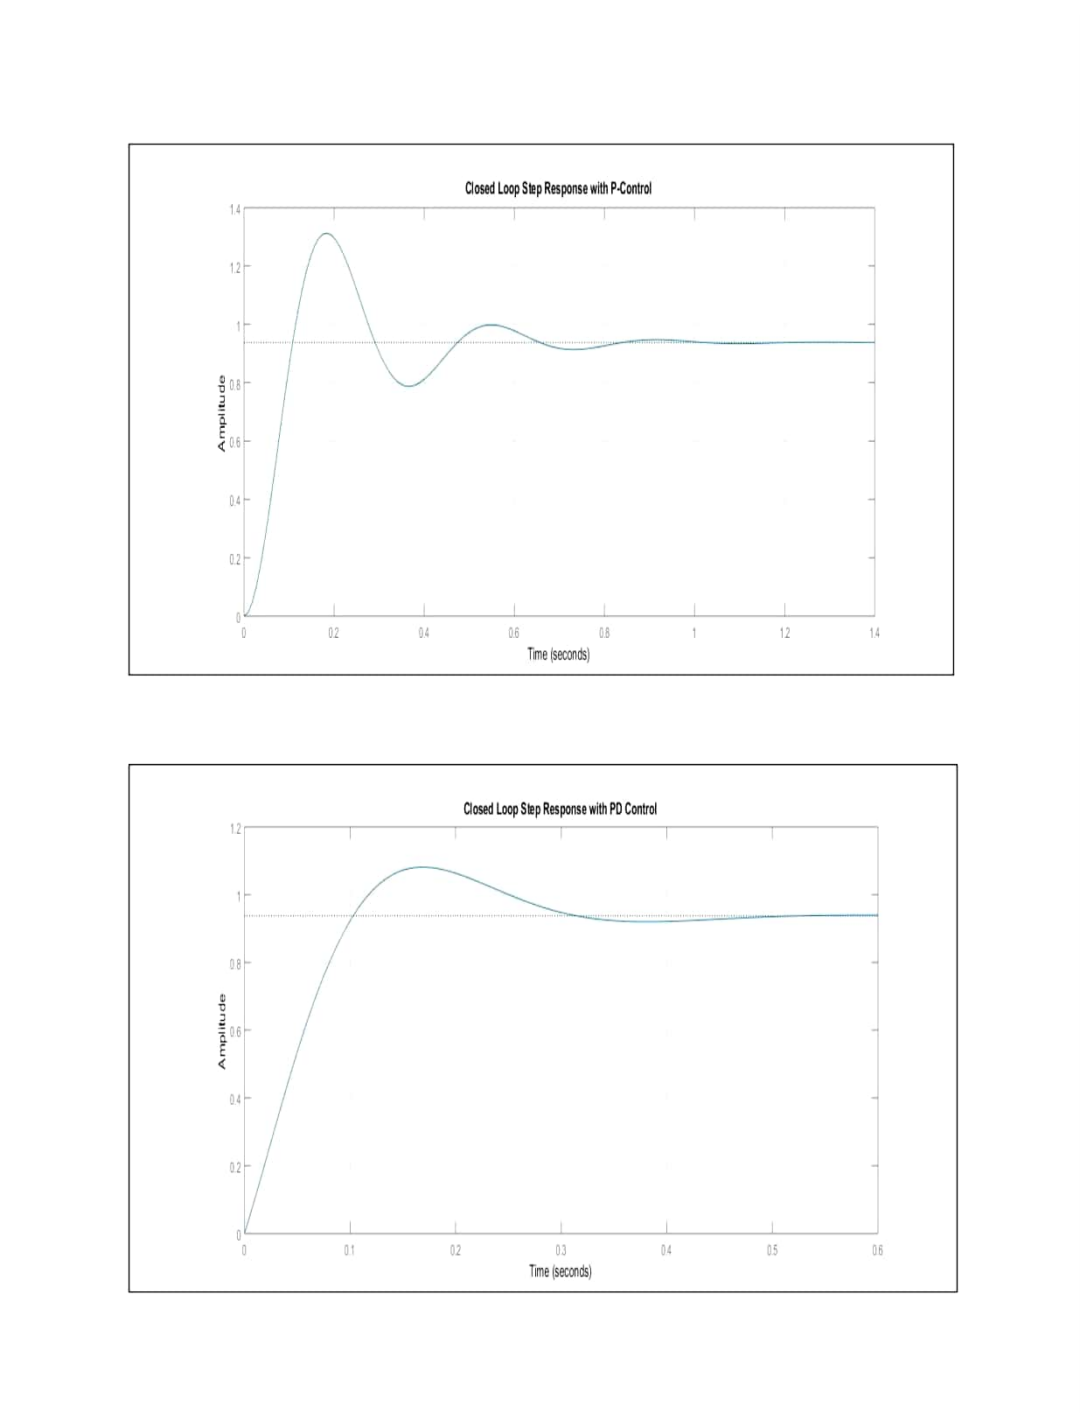 Closed Loop Step Response with P-Control
1.4
1.2
1
0.8
0.6
0.4
0.2
0
Amplitude
0 0.2 0.4 0.6 0.8 1 1.2 1.4
Time (seconds)
Closed Loop Step Response with PD Control
1.2
1
0.8
0.6
0.4
0.2
0
Amplitude
0 0.1 0.2 0.3 0.4 0.5 0.6
Time (seconds)